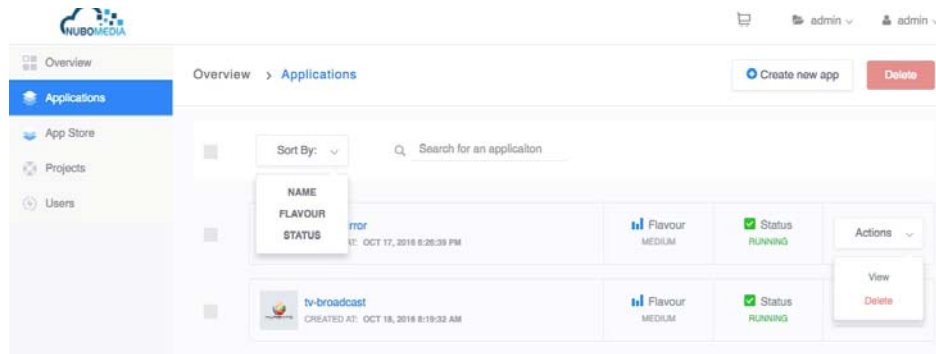 NUBOMEDIA
admin
admin
Overview
Applications
App Store
Projects
Users
Overview > Applications
Create new app
Delete
Sort By:
Search for an applicaiton
NAME
FLAVOUR
STATUS
rror
AT: OCT 17, 2016 6:26:39 PM
Flavour
MEDIUM
Status
RUNNING
Actions
View
Delete
tv-broadcast
CREATED AT: OCT 18, 2016 8:19:32 AM
Flavour
MEDIUM
Status
RUNNING